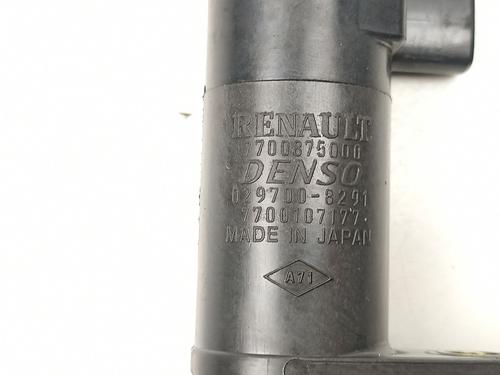 RENAULT
7700875000
DENSO
029700-8291
7700107177
MADE IN JAPAN
A71